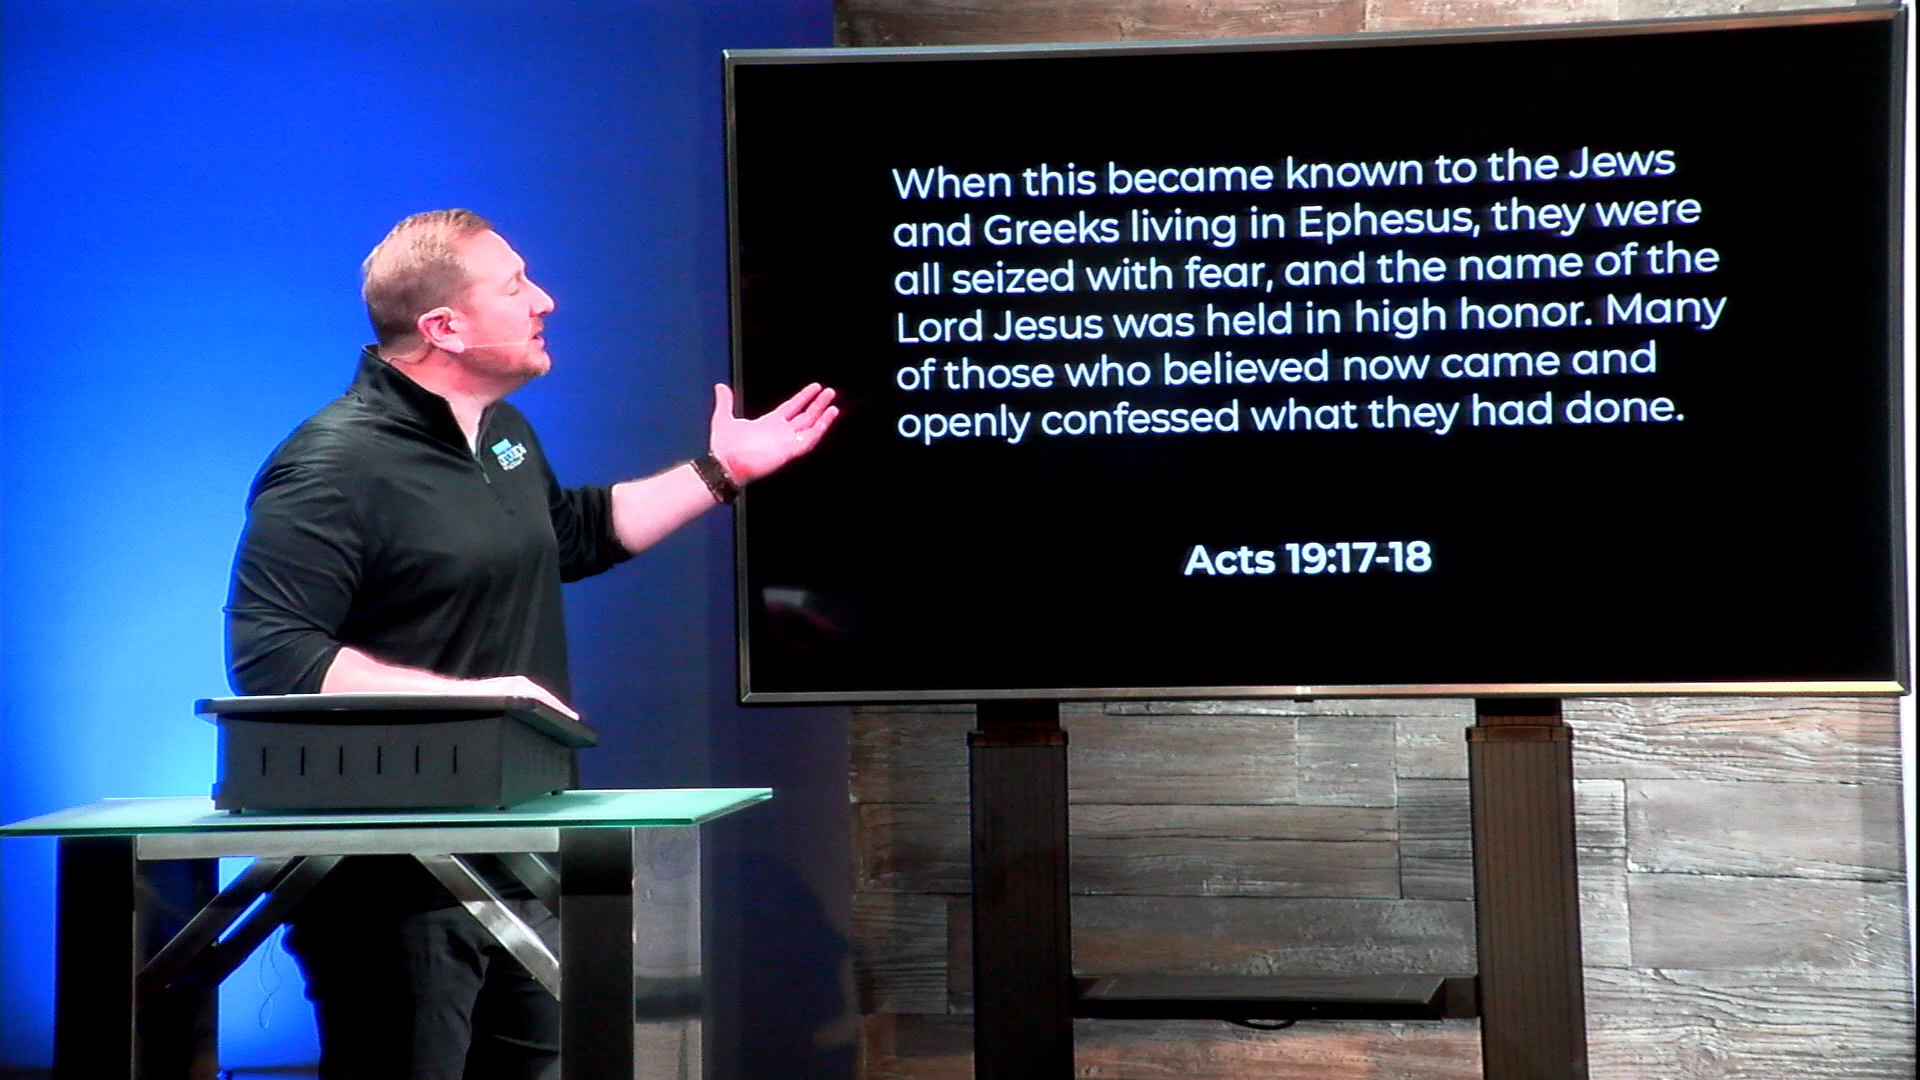 When this became known to the Jews
and Greeks living in Ephesus, they were
all seized with fear, and the name of the
Lord Jesus was held in high honor. Many
of those who believed now came and
openly confessed what they had done.
Acts 19:17-18